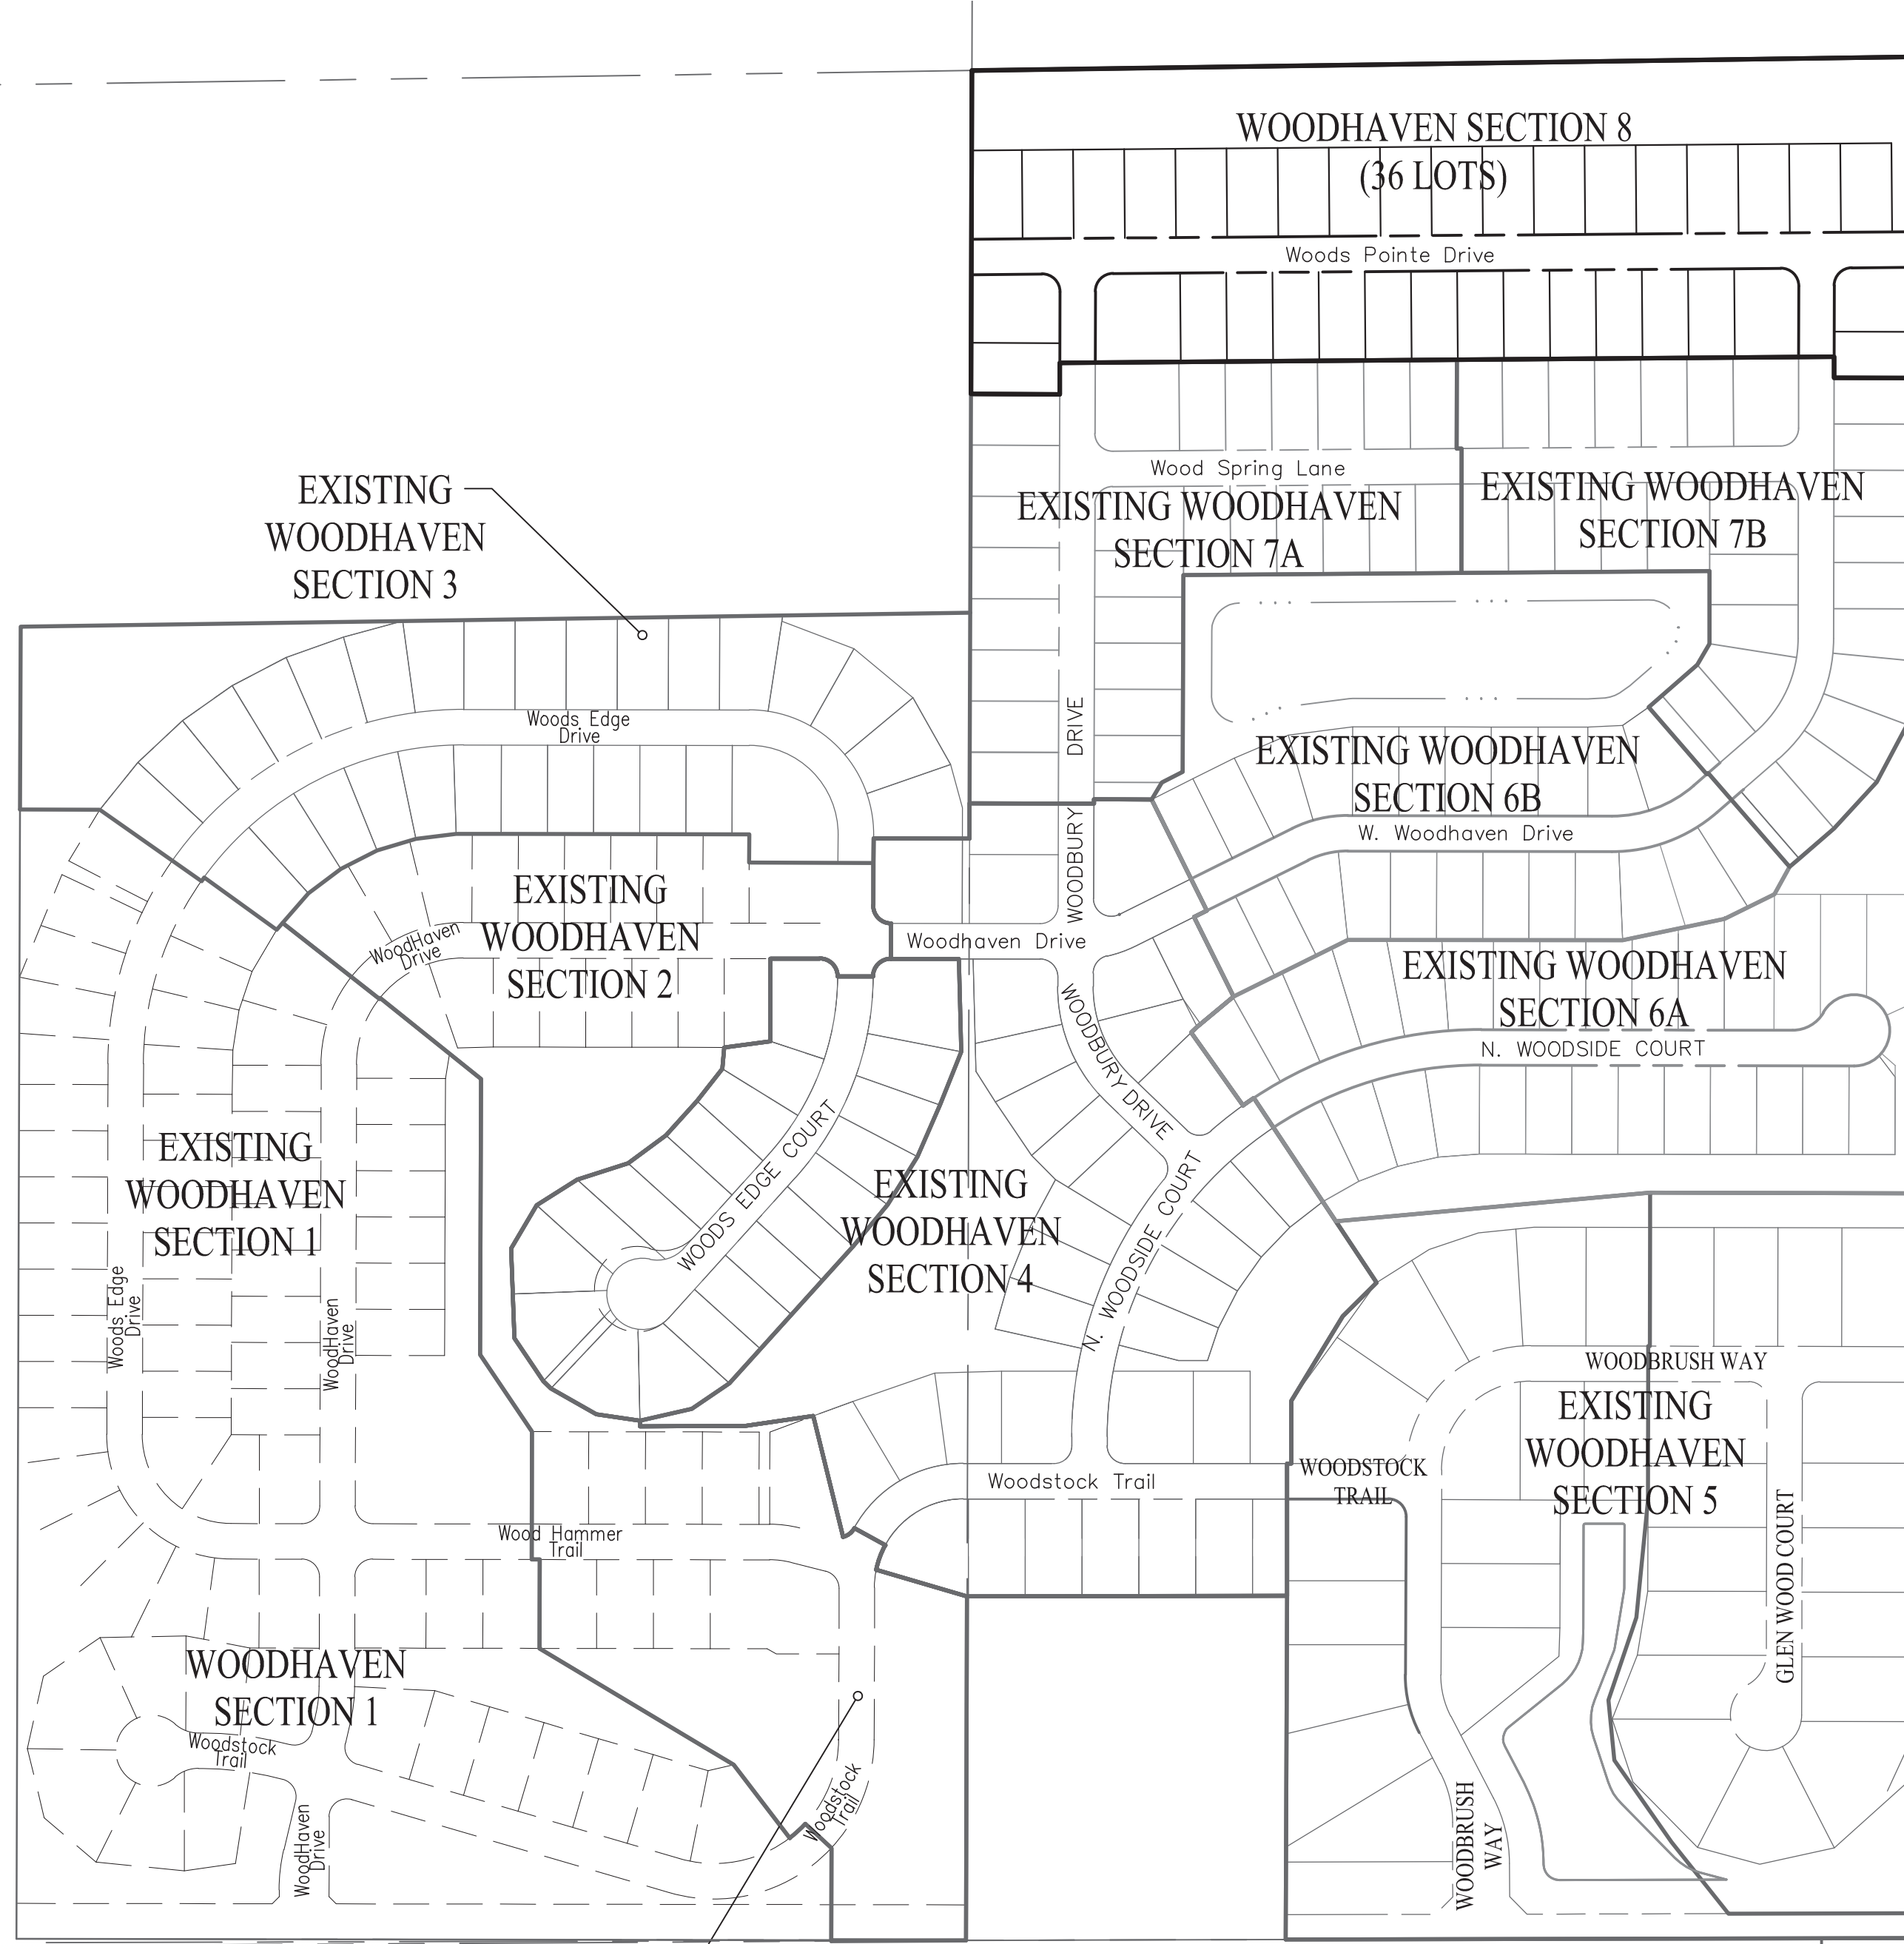 WOODHAVEN SECTION 8
(36 LOTS)
Woods Pointe Drive
Wood Spring Lane
EXISTING WOODHAVEN
SECTION 7A
EXISTING WOODHAVEN
SECTION 7B
EXISTING
WOODHAVEN
SECTION 3
Woods Edge
Drive
WOODBURY DRIVE
EXISTING WOODHAVEN
SECTION 6B
W. Woodhaven Drive
EXISTING
WOODHAVEN
SECTION 2
WoodHaven
Drive
Woodhaven Drive
EXISTING WOODHAVEN
SECTION 6A
N. WOODSIDE COURT
WOODBURY DRIVE
WOODS EDGE COURT
EXISTING
WOODHAVEN
SECTION 1
EXISTING
WOODHAVEN
SECTION 4
N. WOODSIDE COURT
Woods Edge
Drive
WoodHaven
Drive
WOODBRUSH WAY
EXISTING
WOODHAVEN
SECTION 5
Woodstock Trail
WOODSTOCK
TRAIL
GLEN WOOD COURT
Wood Hammer
Trail
WOODHAVEN
SECTION 1
Woodstock
Trail
WoodHaven
Drive
Woodstock
Trail
WOODBRUSH
WAY